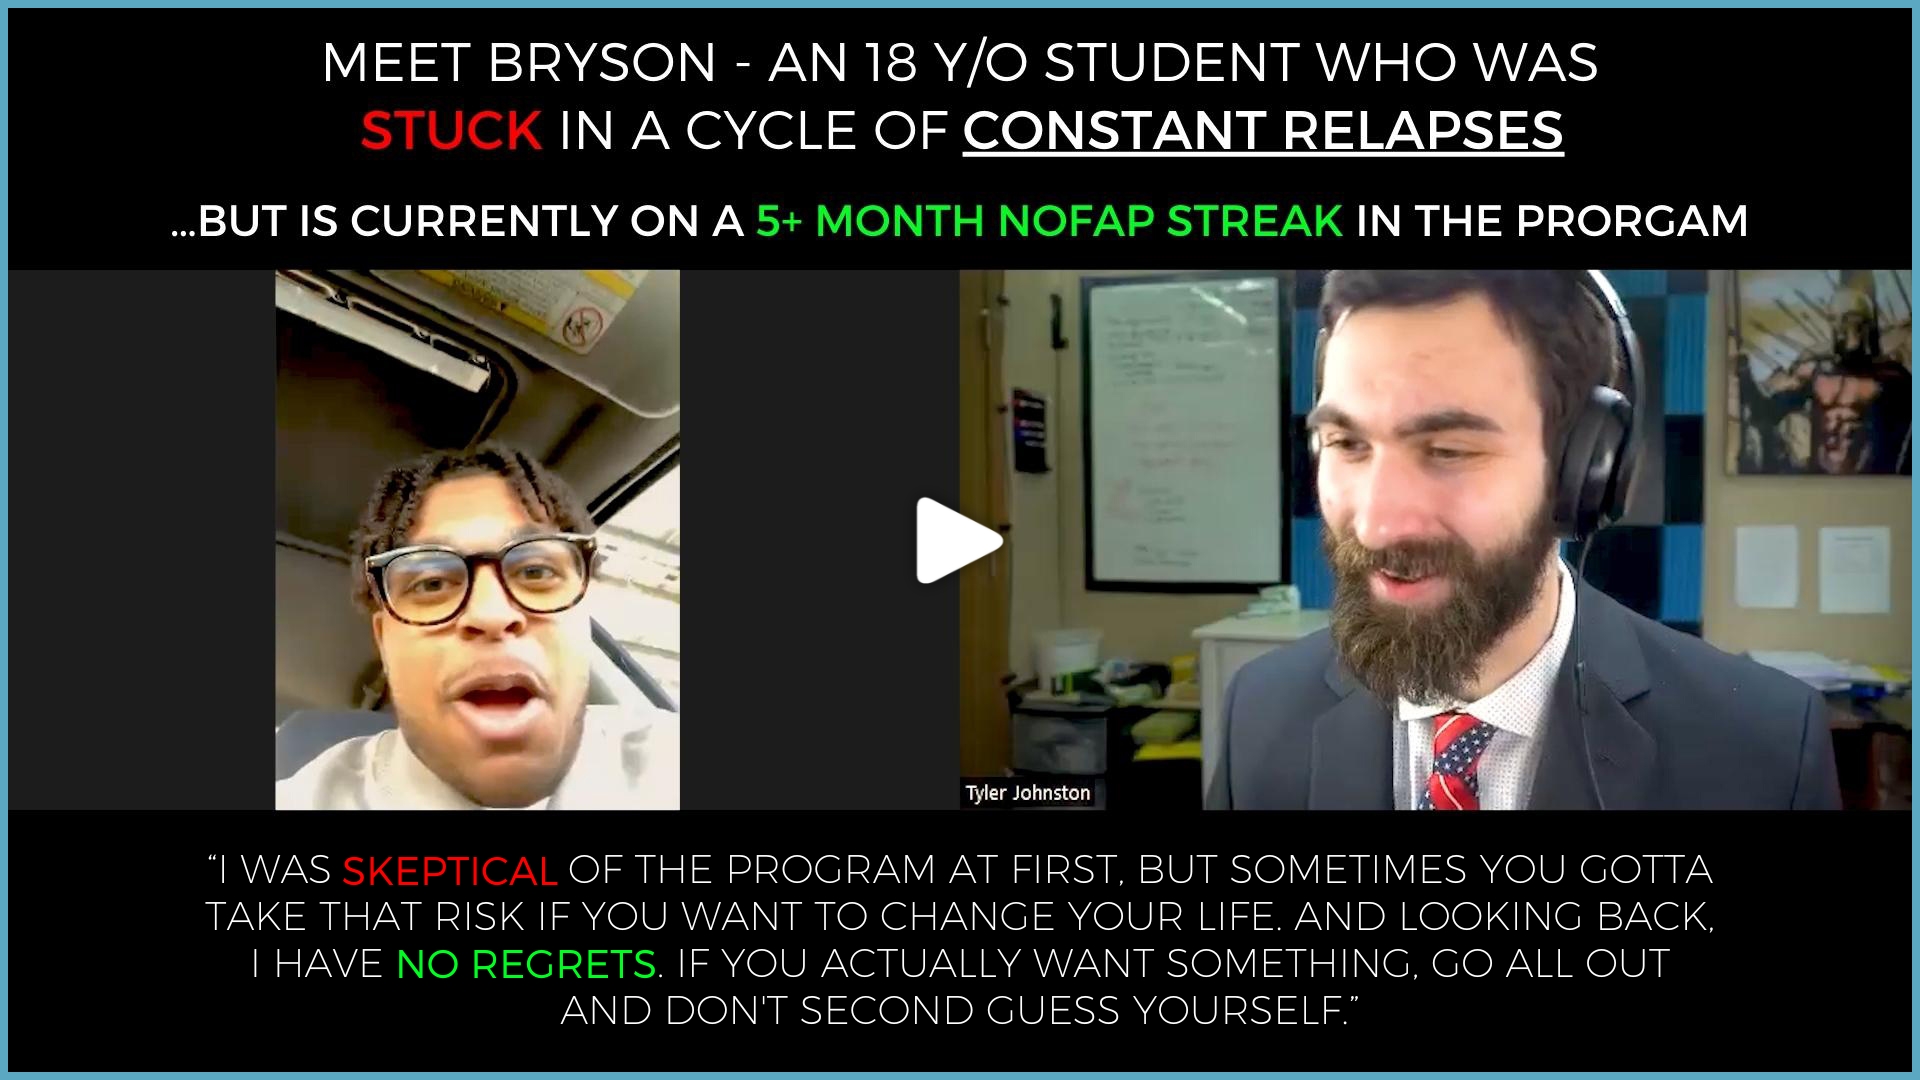 MEET BRYSON - AN 18 Y/O STUDENT WHO WAS
STUCK IN A CYCLE OF CONSTANT RELAPSES
...BUT IS CURRENTLY ON A 5+ MONTH NOFAP STREAK IN THE PRORGAM
Tyler Johnston
“I WAS SKEPTICAL OF THE PROGRAM AT FIRST, BUT SOMETIMES YOU GOTTA
TAKE THAT RISK IF YOU WANT TO CHANGE YOUR LIFE. AND LOOKING BACK,
I HAVE NO REGRETS. IF YOU ACTUALLY WANT SOMETHING, GO ALL OUT
AND DON'T SECOND GUESS YOURSELF.”